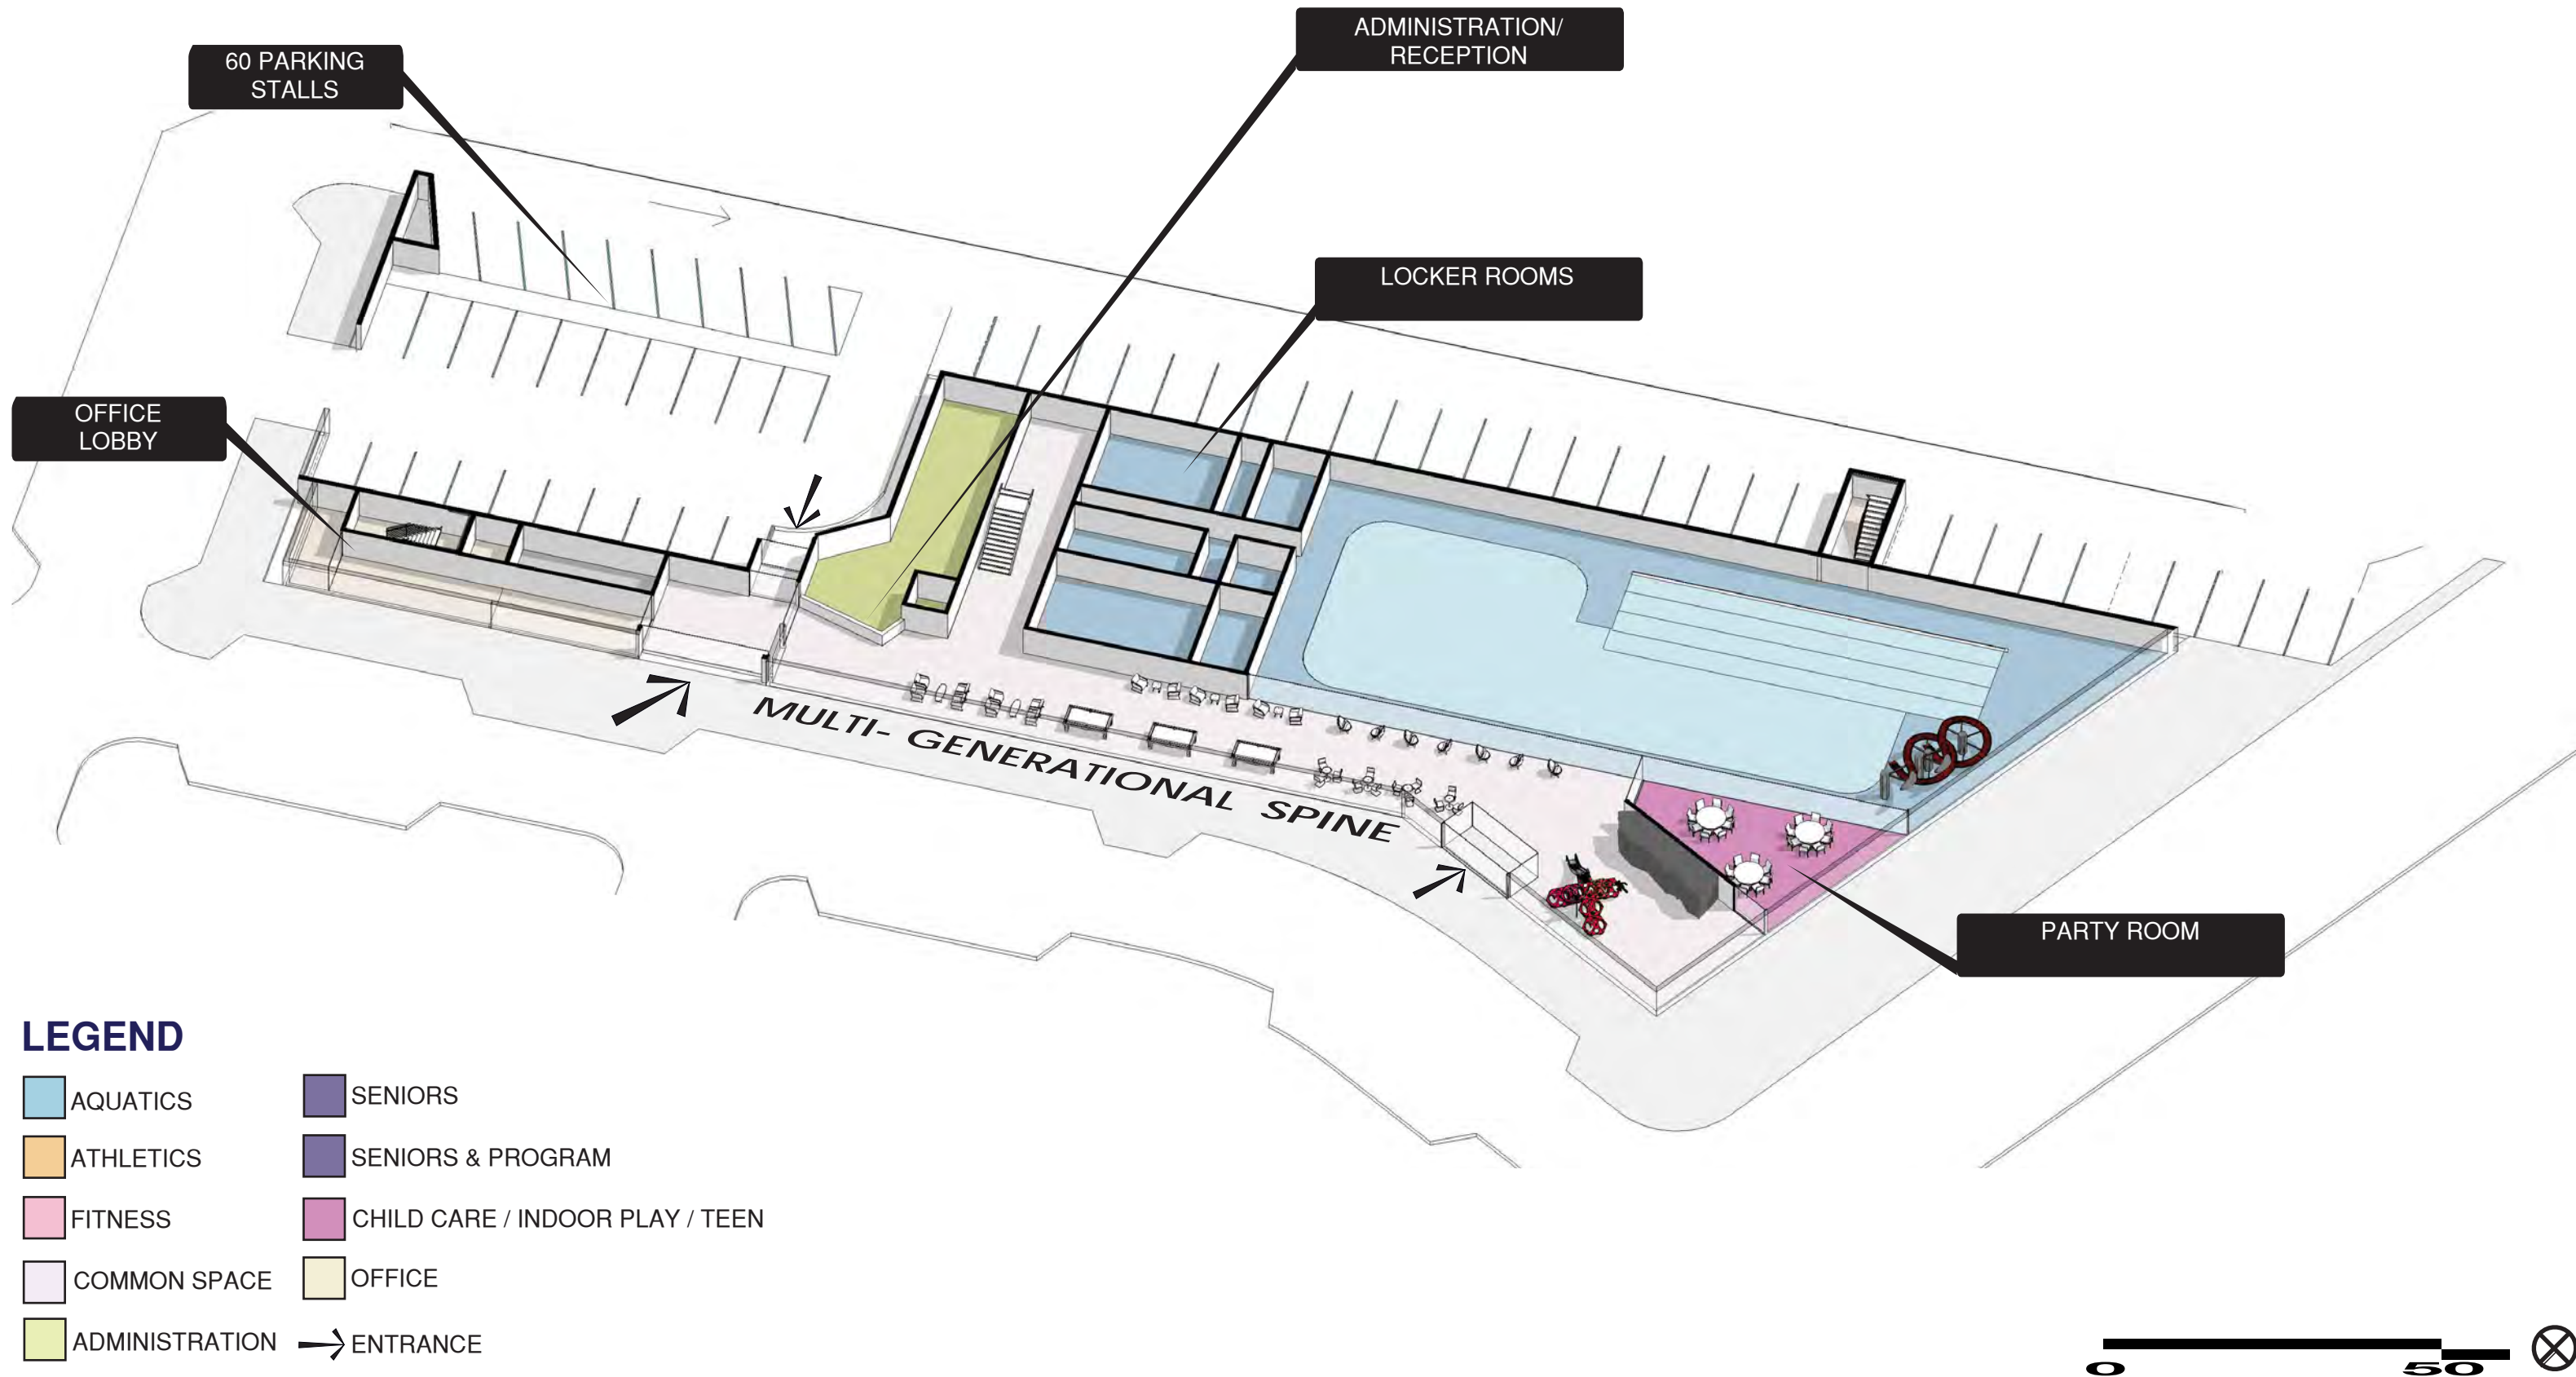 ADMINISTRATION/
RECEPTION
60 PARKING
STALLS
LOCKER ROOMS
OFFICE
LOBBY
MULTI- GENERATIONAL SPINE
PARTY ROOM
LEGEND
AQUATICS
ATHLETICS
FITNESS
COMMON SPACE
ADMINISTRATION
SENIORS
SENIORS & PROGRAM
CHILD CARE / INDOOR PLAY / TEEN
OFFICE
ENTRANCE
0 50